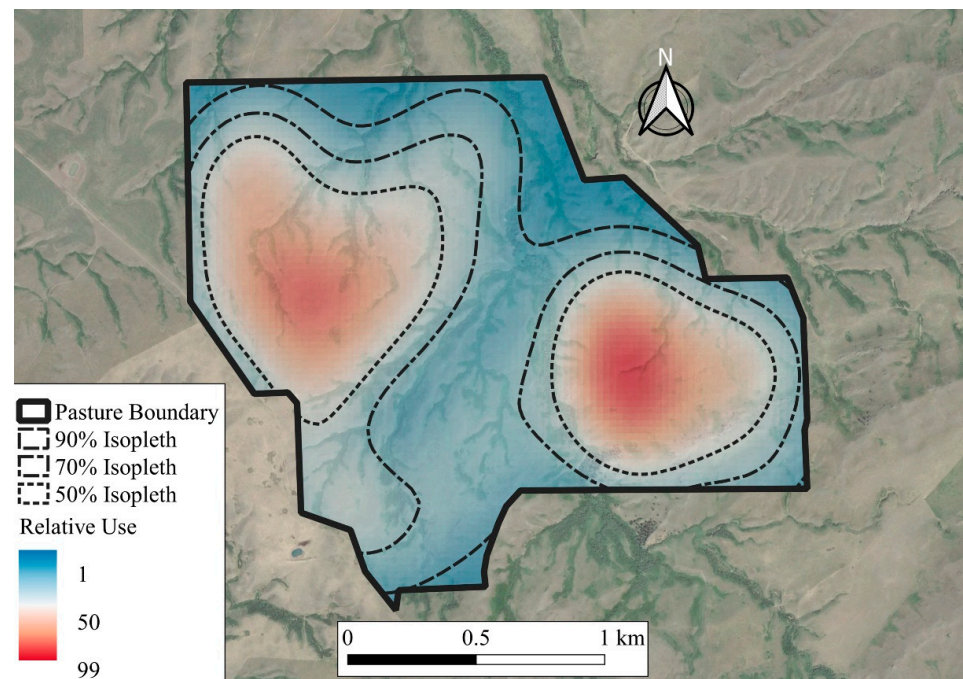 N
Pasture Boundary
90% Isopleth
70% Isopleth
50% Isopleth
Relative Use
1
50
99
0 0.5 1 km